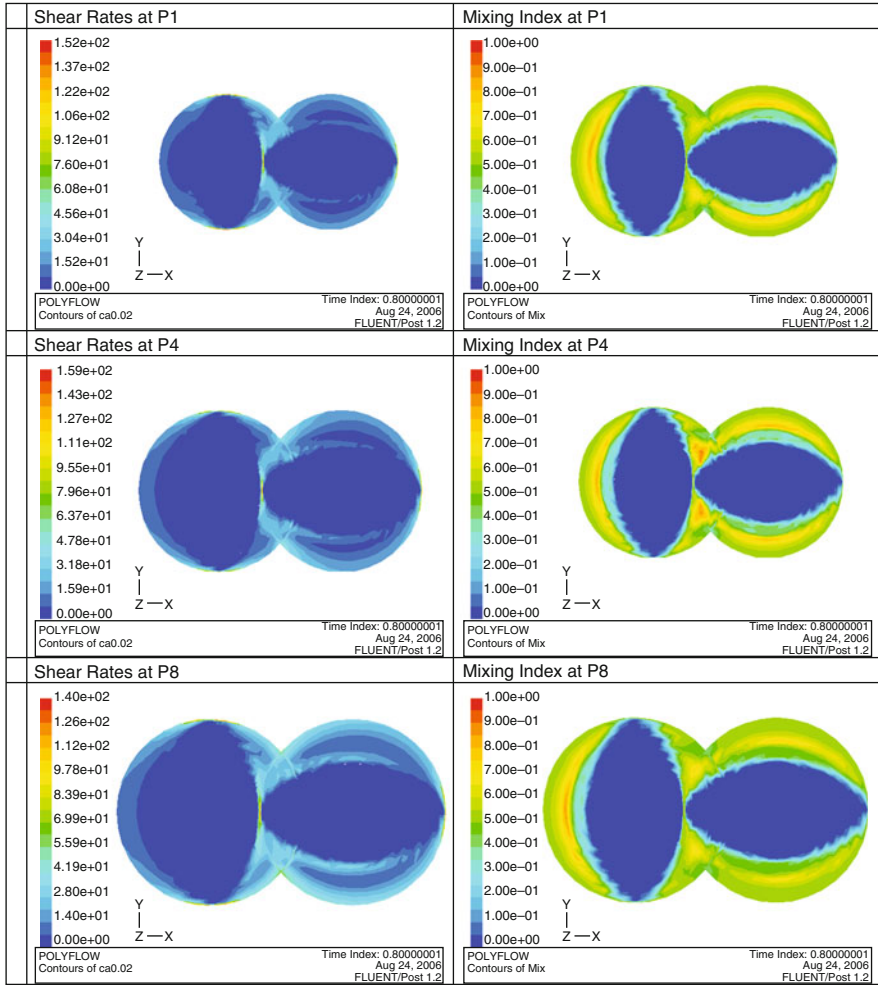 Shear Rates at P1
1.52e+02
1.37e+02
1.22e+02
1.06e+02
9.12e+01
7.60e+01
6.08e+01
4.56e+01
3.04e+01
1.52e+01
0.00e+00
Y
Z X
POLYFLOW
Contours of ca0.02
Time Index: 0.80000001
Aug 24, 2006
FLUENT/Post 1.2
Mixing Index at P1
1.00e+00
9.00e–01
8.00e–01
7.00e–01
6.00e–01
5.00e–01
4.00e–01
3.00e–01
2.00e–01
1.00e–01
0.00e+00
Y
Z X
POLYFLOW
Contours of Mix
Time Index: 0.80000001
Aug 24, 2006
FLUENT/Post 1.2
Shear Rates at P4
1.59e+02
1.43e+02
1.27e+02
1.11e+02
9.55e+01
7.96e+01
6.37e+01
4.78e+01
3.18e+01
1.59e+01
0.00e+00
Y
Z X
POLYFLOW
Contours of ca0.02
Time Index: 0.80000001
Aug 24, 2006
FLUENT/Post 1.2
Mixing Index at P4
1.00e+00
9.00e–01
8.00e–01
7.00e–01
6.00e–01
5.00e–01
4.00e–01
3.00e–01
2.00e–01
1.00e–01
0.00e+00
Y
Z X
POLYFLOW
Contours of Mix
Time Index: 0.80000001
Aug 24, 2006
FLUENT/Post 1.2
Shear Rates at P8
1.40e+02
1.26e+02
1.12e+02
9.78e+01
8.39e+01
6.99e+01
5.59e+01
4.19e+01
2.80e+01
1.40e+01
0.00e+00
Y
Z X
POLYFLOW
Contours of ca0.02
Time Index: 0.80000001
Aug 24, 2006
FLUENT/Post 1.2
Mixing Index at P8
1.00e+00
9.00e–01
8.00e–01
7.00e–01
6.00e–01
5.00e–01
4.00e–01
3.00e–01
2.00e–01
1.00e–01
0.00e+00
Y
Z X
POLYFLOW
Contours of Mix
Time Index: 0.80000001
Aug 24, 2006
FLUENT/Post 1.2